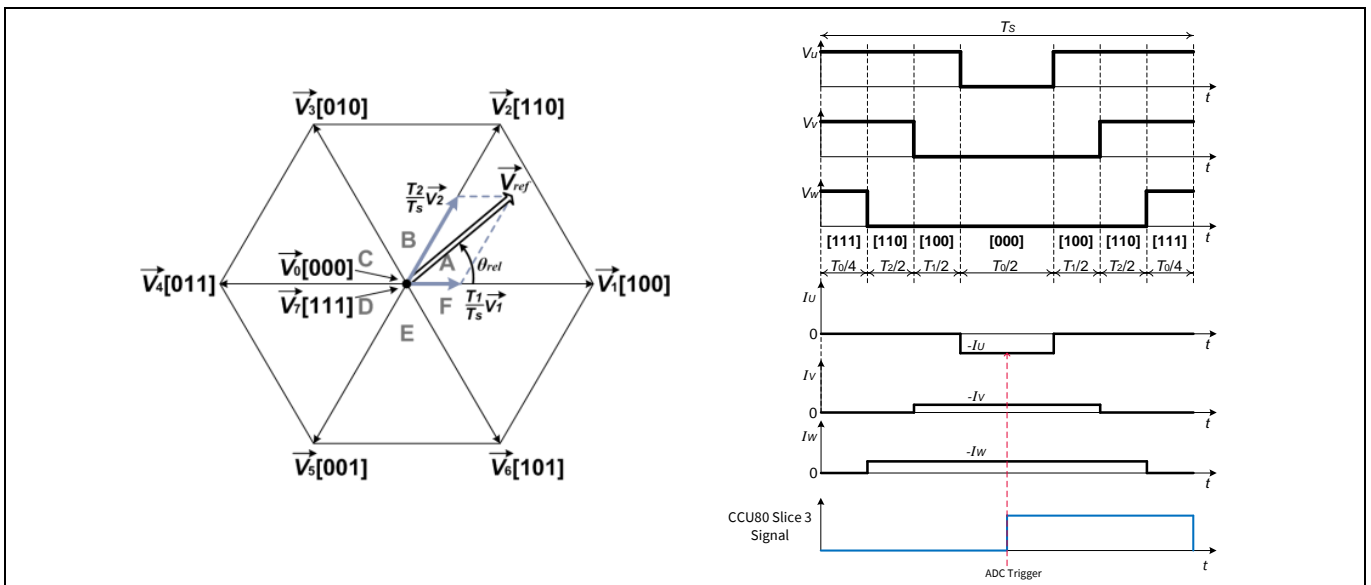 V3[010]
V2[110]
T2/Ts V2
Vref
B
C
A
θrel
V0[000]
V4[011]
V1[100]
V7[111]
D
F
T1/Ts V1
E
V5[001]
V6[101]
Ts
Vu
t
Vv
t
Vw
[111] [110] [100] [000] [100] [110] [111]
t
T0/4 T2/2 T1/2 T0/2 T1/2 T2/2 T0/4
IU
0
-IU
t
IV
-IV
0
t
IW
-IW
0
t
CCU80 Slice 3
Signal
t
ADC Trigger